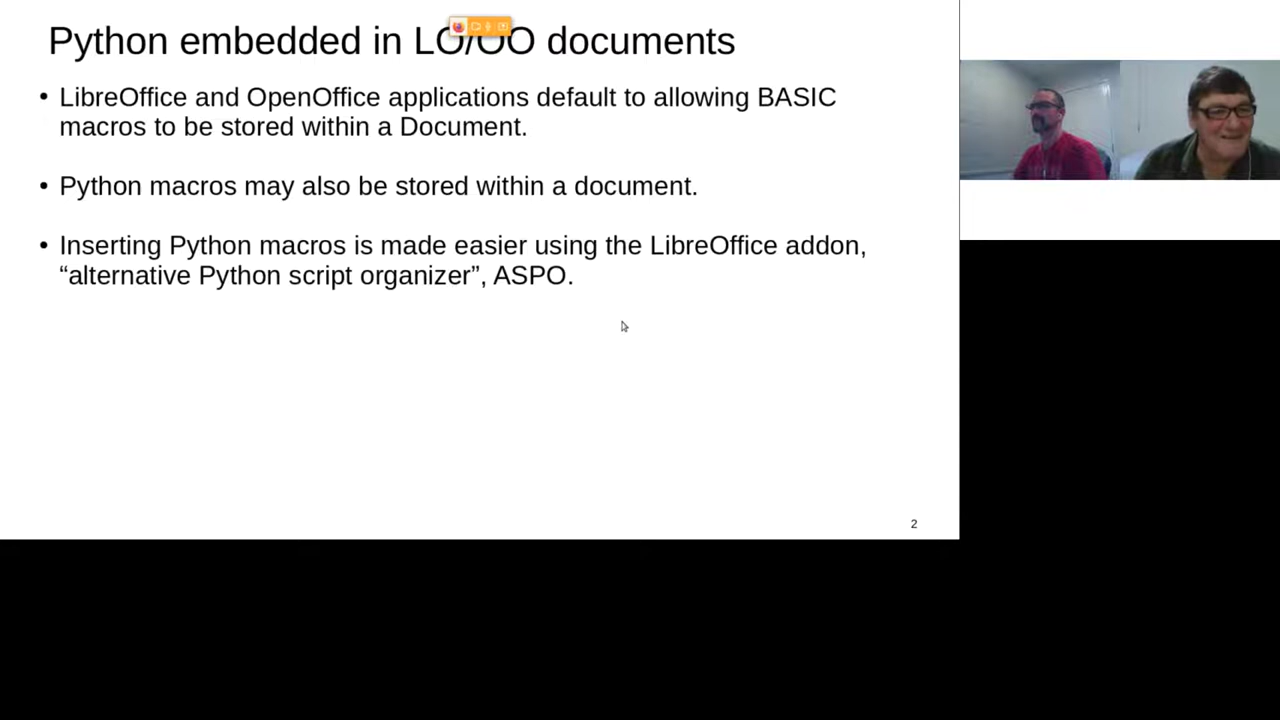 Python embedded in LO/OO documents
• LibreOffice and OpenOffice applications default to allowing BASIC
macros to be stored within a Document.
• Python macros may also be stored within a document.
• Inserting Python macros is made easier using the LibreOffice addon,
“alternative Python script organizer”, ASPO.
2